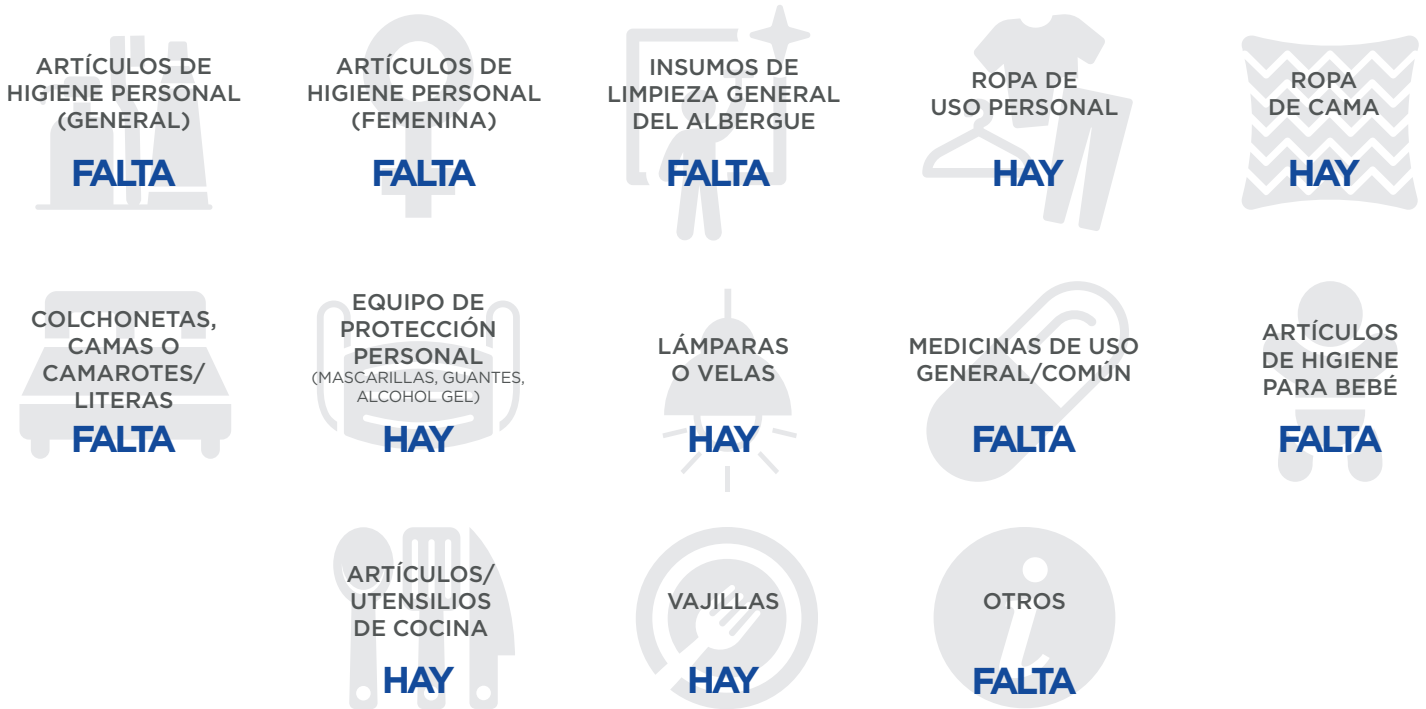 ARTÍCULOS DE
HIGIENE PERSONAL
(GENERAL)
FALTA
ARTÍCULOS DE
HIGIENE PERSONAL
(FEMENINA)
FALTA
INSUMOS DE
LIMPIEZA GENERAL
DEL ALBERGUE
FALTA
ROPA DE
USO PERSONAL
HAY
ROPA
DE CAMA
HAY
COLCHONETAS,
CAMAS O
CAMAROTES/
LITERAS
FALTA
EQUIPO DE
PROTECCIÓN
PERSONAL
(MASCARILLAS, GUANTES,
ALCOHOL GEL)
HAY
LÁMPARAS
O VELAS
HAY
MEDICINAS DE USO
GENERAL/COMÚN
FALTA
ARTÍCULOS
DE HIGIENE
PARA BEBÉ
FALTA
ARTÍCULOS/
UTENSILIOS
DE COCINA
HAY
VAJILLAS
HAY
OTROS
FALTA